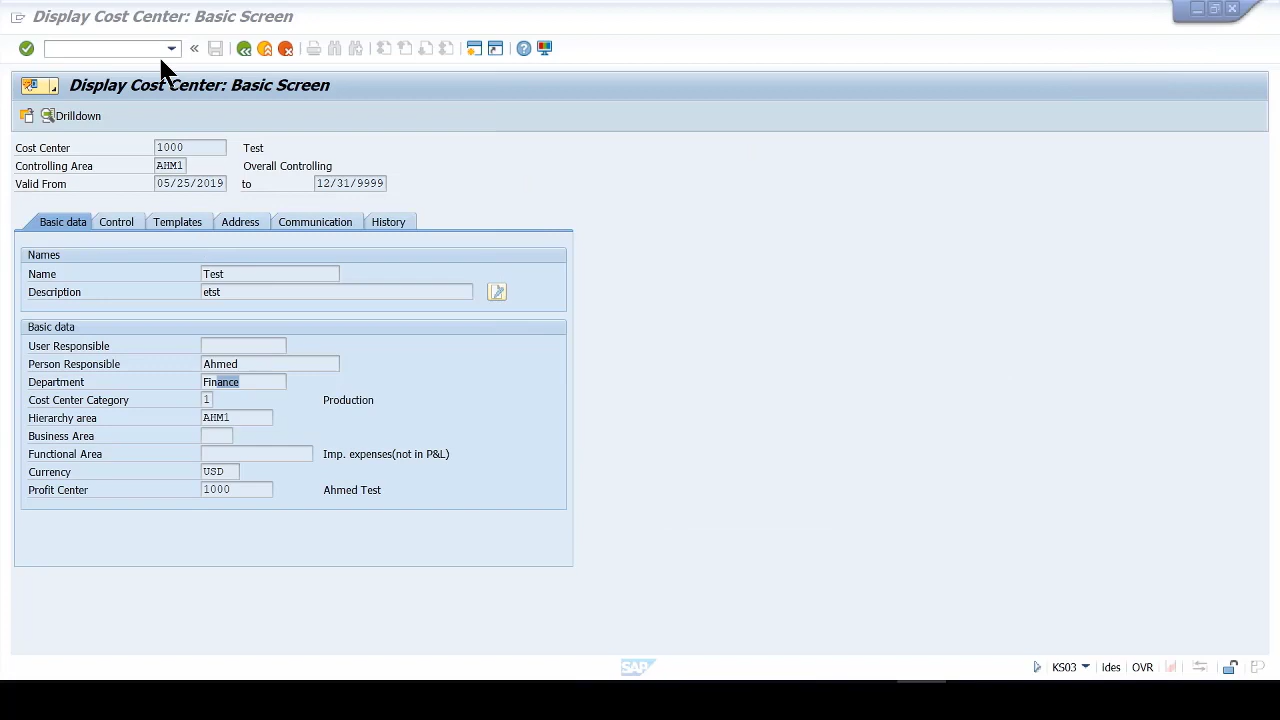 Display Cost Center: Basic Screen
Display Cost Center: Basic Screen
Drilldown
Cost Center 1000 Test
Controlling Area AHM1 Overall Controlling
Valid From 05/25/2019 to 12/31/9999
Basic data Control Templates Address Communication History
Names
Name Test
Description etst
Basic data
User Responsible
Person Responsible Ahmed
Department Finance
Cost Center Category 1 Production
Hierarchy area AHM1
Business Area
Functional Area Imp. expenses(not in P&L)
Currency USD
Profit Center 1000 Ahmed Test
SAP
KS03 Ides OVR